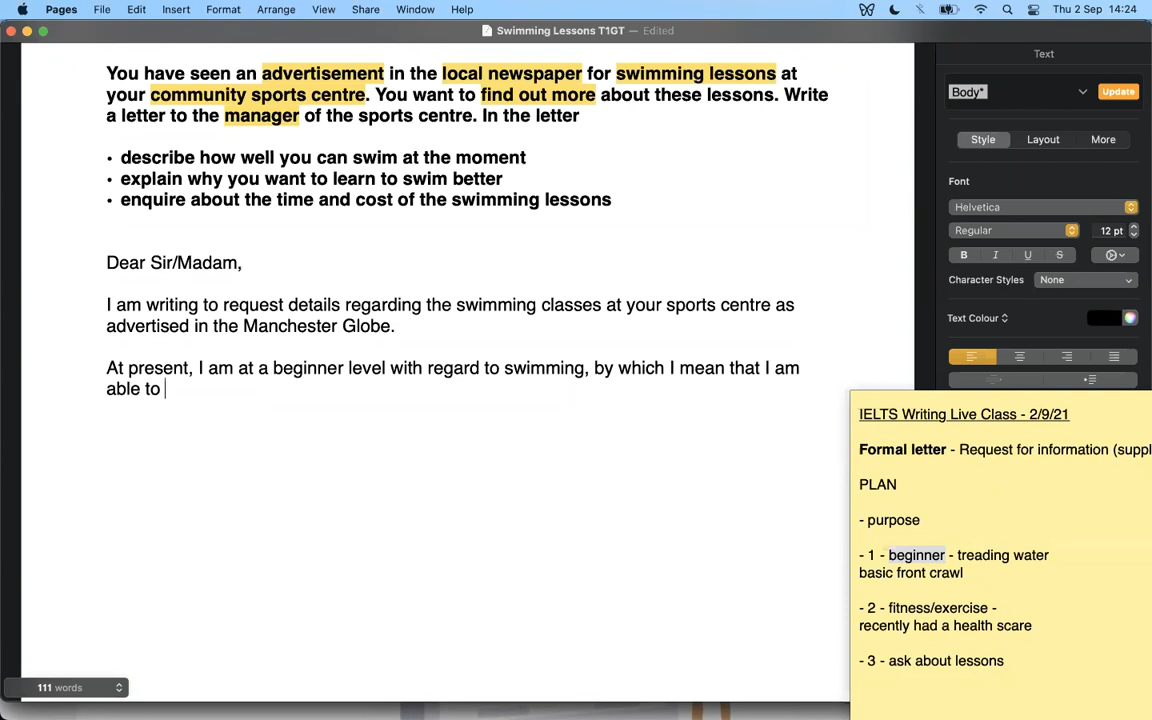 Pages File Edit Insert Format Arrange View Share Window Help Thu 2 Sep 14:24
Swimming Lessons T1GT — Edited
You have seen an advertisement in the local newspaper for swimming lessons at
your community sports centre. You want to find out more about these lessons. Write
a letter to the manager of the sports centre. In the letter
• describe how well you can swim at the moment
• explain why you want to learn to swim better
• enquire about the time and cost of the swimming lessons
Dear Sir/Madam,
I am writing to request details regarding the swimming classes at your sports centre as
advertised in the Manchester Globe.
At present, I am at a beginner level with regard to swimming, by which I mean that I am
able to
111 words
Text
Body* Update
Style Layout More
Font
Helvetica
Regular 12 pt
B I U S
Character Styles None
Text Colour
IELTS Writing Live Class - 2/9/21
Formal letter - Request for information (suppl
PLAN
- purpose
- 1 - beginner - treading water
basic front crawl
- 2 - fitness/exercise -
recently had a health scare
- 3 - ask about lessons